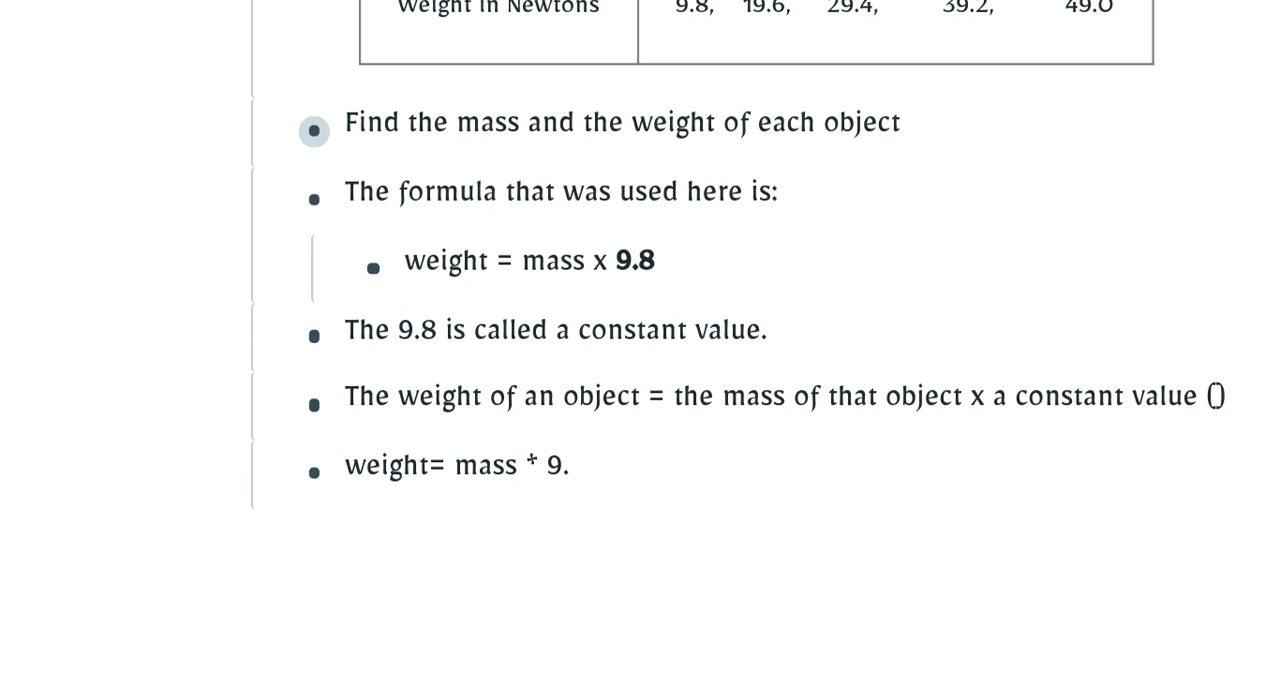 Weight in Newtons 9.8, 19.6, 29.4, 39.2, 49.0
Find the mass and the weight of each object
The formula that was used here is:
weight = mass x 9.8
The 9.8 is called a constant value.
The weight of an object = the mass of that object x a constant value ()
weight= mass * 9.